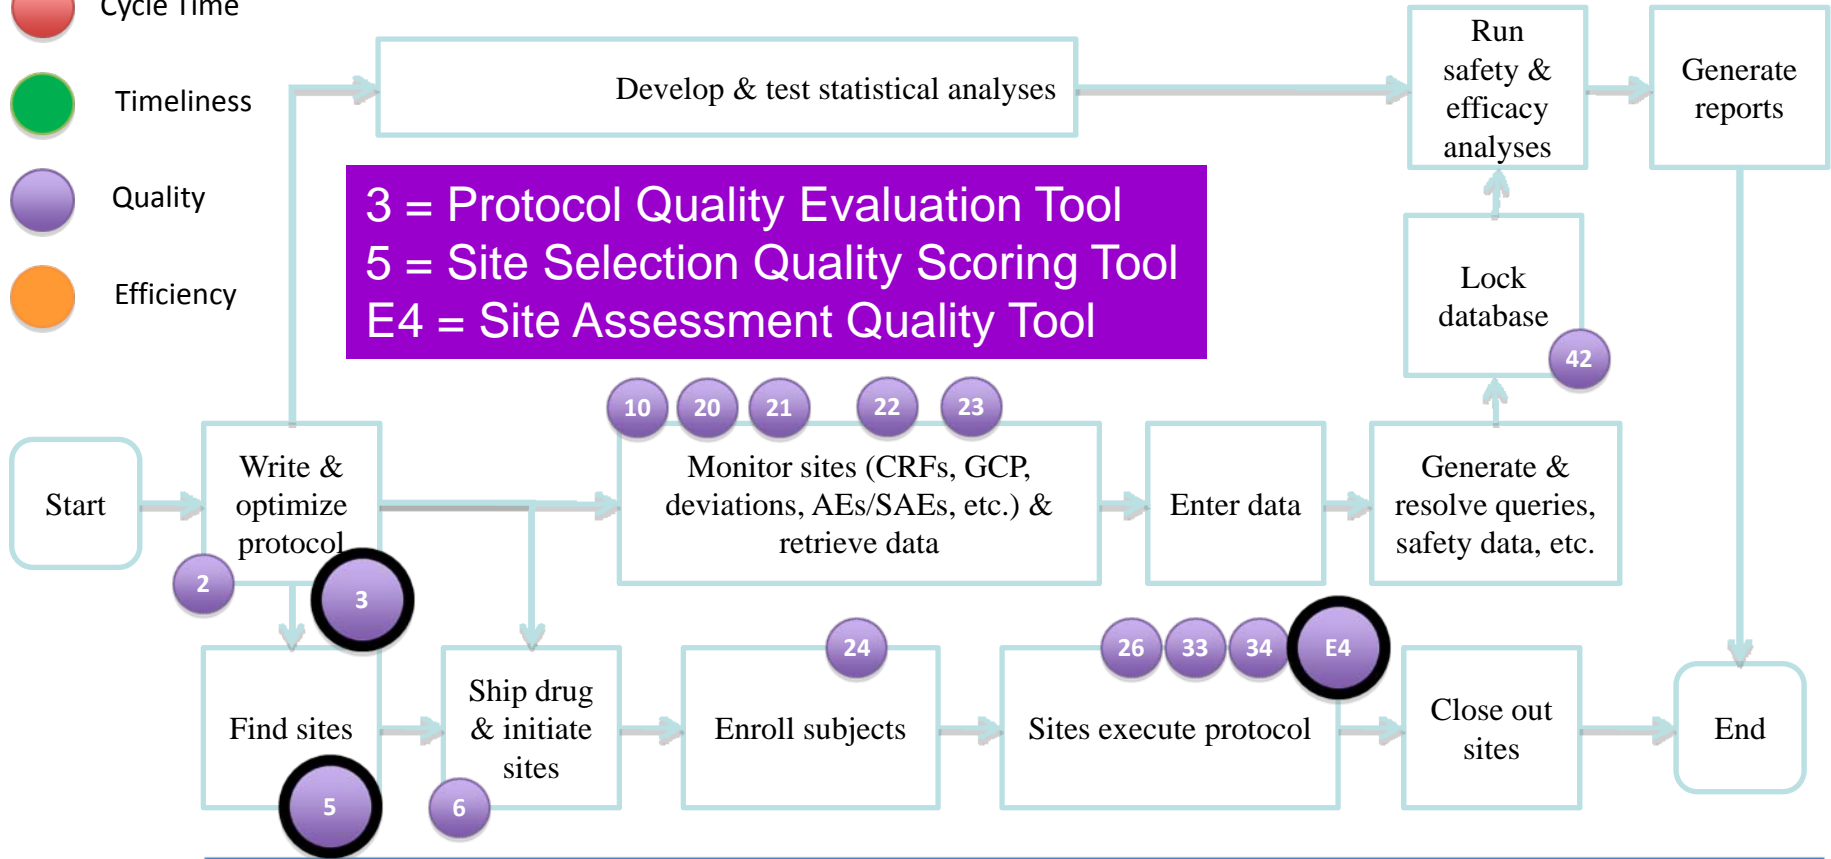 Cycle Time
Timeliness
Quality
Efficiency
Develop & test statistical analyses
Run
safety &
efficacy
analyses
Generate
reports
3 = Protocol Quality Evaluation Tool
5 = Site Selection Quality Scoring Tool
E4 = Site Assessment Quality Tool
Lock
database
42
10
20
21
22
23
Start
Write &
optimize
protocol
2
3
Monitor sites (CRFs, GCP,
deviations, AEs/SAEs, etc.) &
retrieve data
Enter data
Generate &
resolve queries,
safety data, etc.
24
26
33
34
E4
Find sites
5
Ship drug
& initiate
sites
6
Enroll subjects
Sites execute protocol
Close out
sites
End